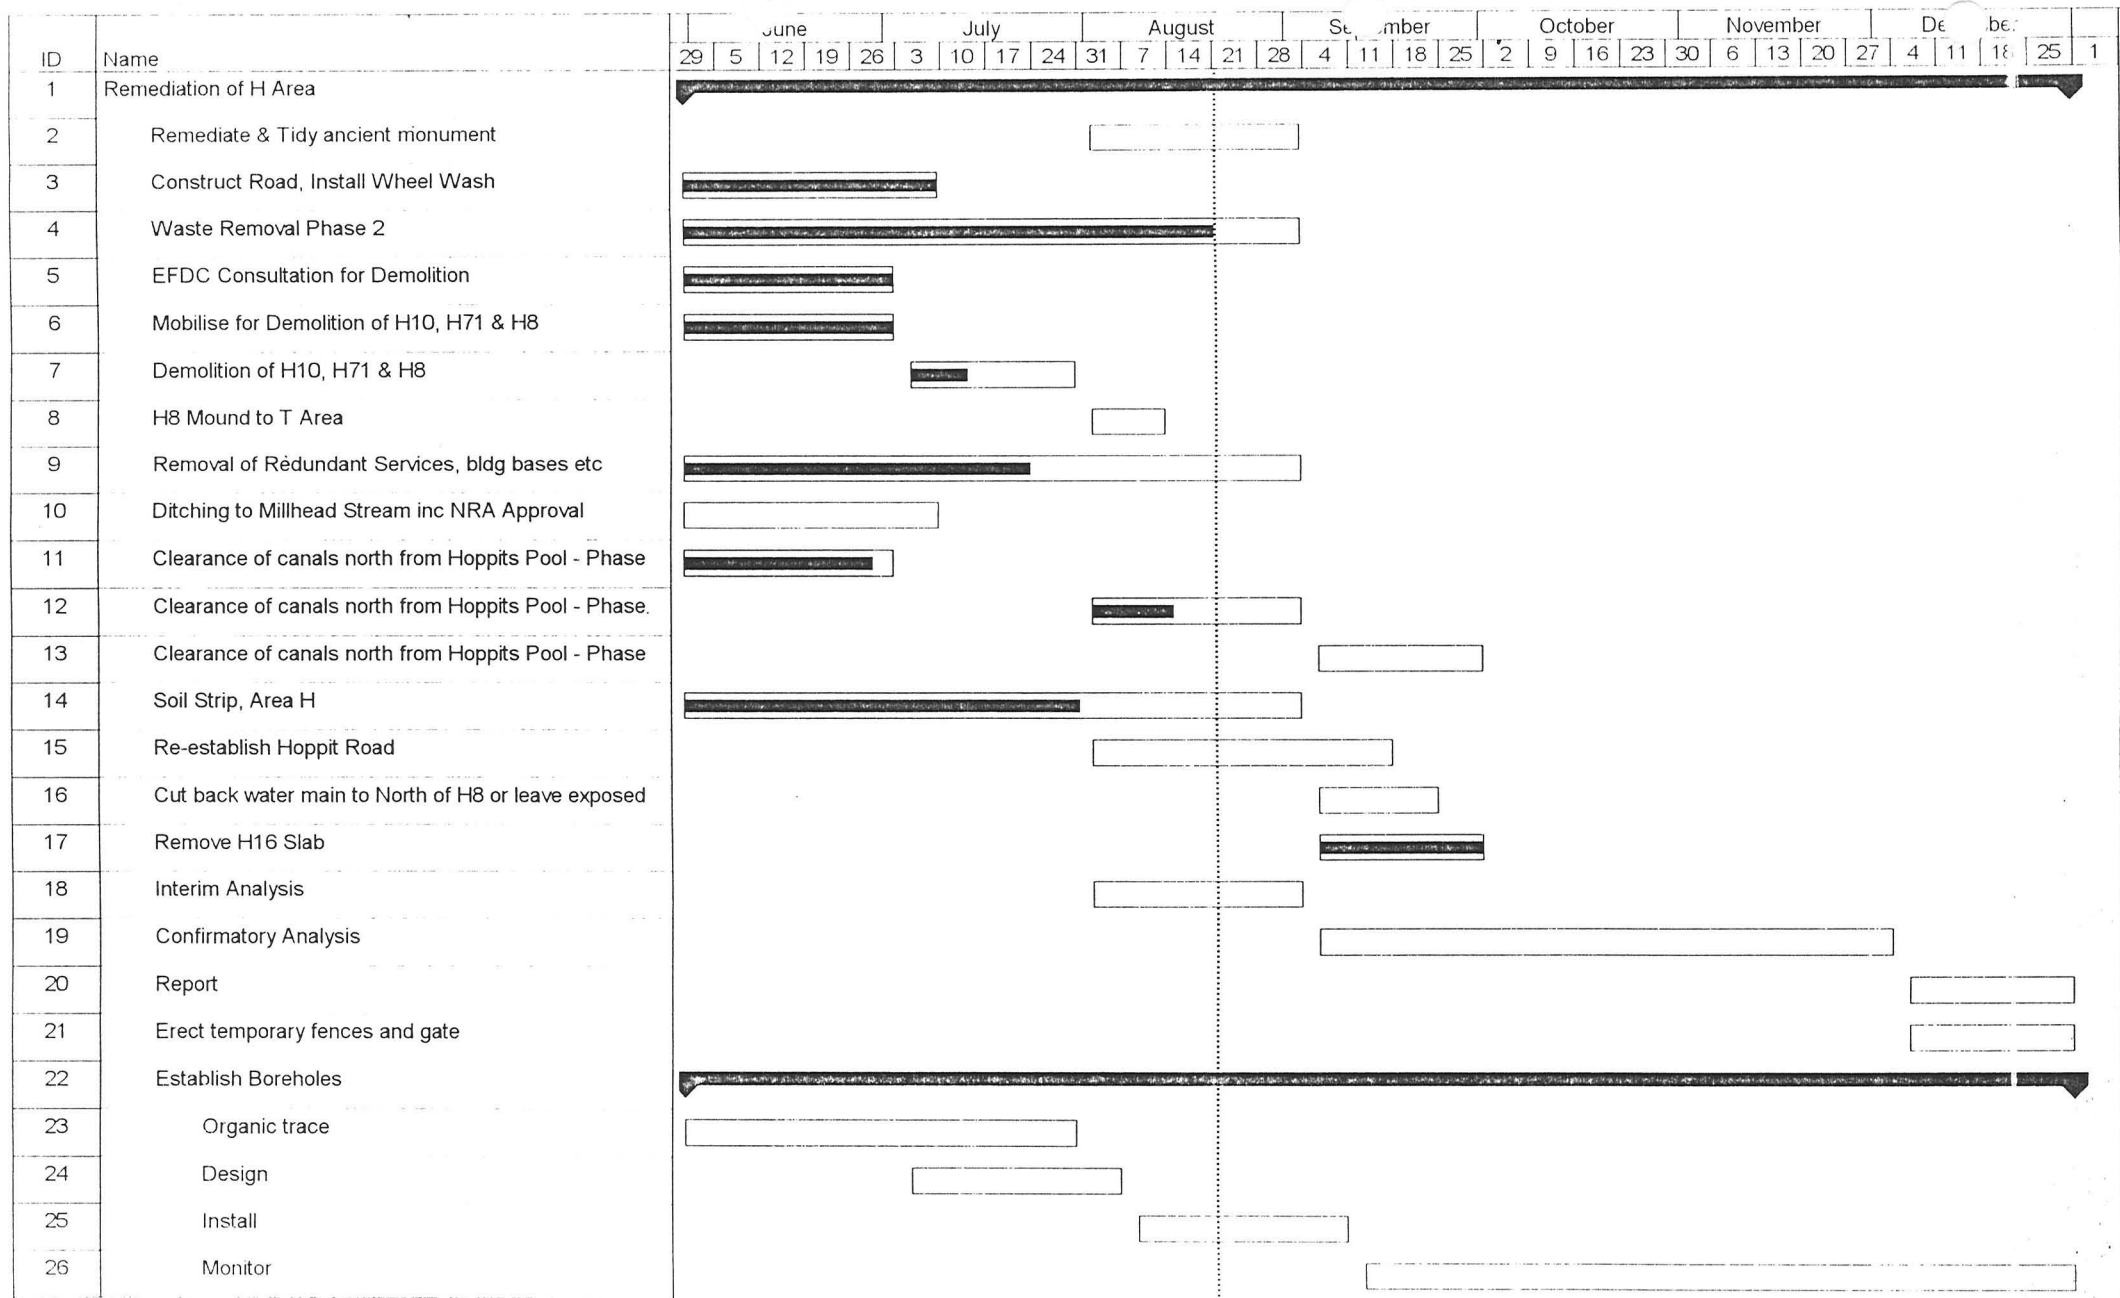 June July August October November
ID Name 29 5 12 19 26 3 10 17 24 31 7 14 21 28 4 11 18 25 2 9 16 23 30 6 13 20 27 4 11 18 25 1
1 Remediation of H Area
2 Remediate & Tidy ancient monument
3 Construct Road, Install Wheel Wash
4 Waste Removal Phase 2
5 EFDC Consultation for Demolition
6 Mobilise for Demolition of H10, H71 & H8
7 Demolition of H10, H71 & H8
8 H8 Mound to T Area
9 Removal of Redundant Services, bldg bases etc
10 Ditching to Millhead Stream inc NRA Approval
11 Clearance of canals north from Hoppits Pool - Phase
12 Clearance of canals north from Hoppits Pool - Phase.
13 Clearance of canals north from Hoppits Pool - Phase
14 Soil Strip, Area H
15 Re-establish Hoppit Road
16 Cut back water main to North of H8 or leave exposed
17 Remove H16 Slab
18 Interim Analysis
19 Confirmatory Analysis
20 Report
21 Erect temporary fences and gate
22 Establish Boreholes
23 Organic trace
24 Design
25 Install
26 Monitor